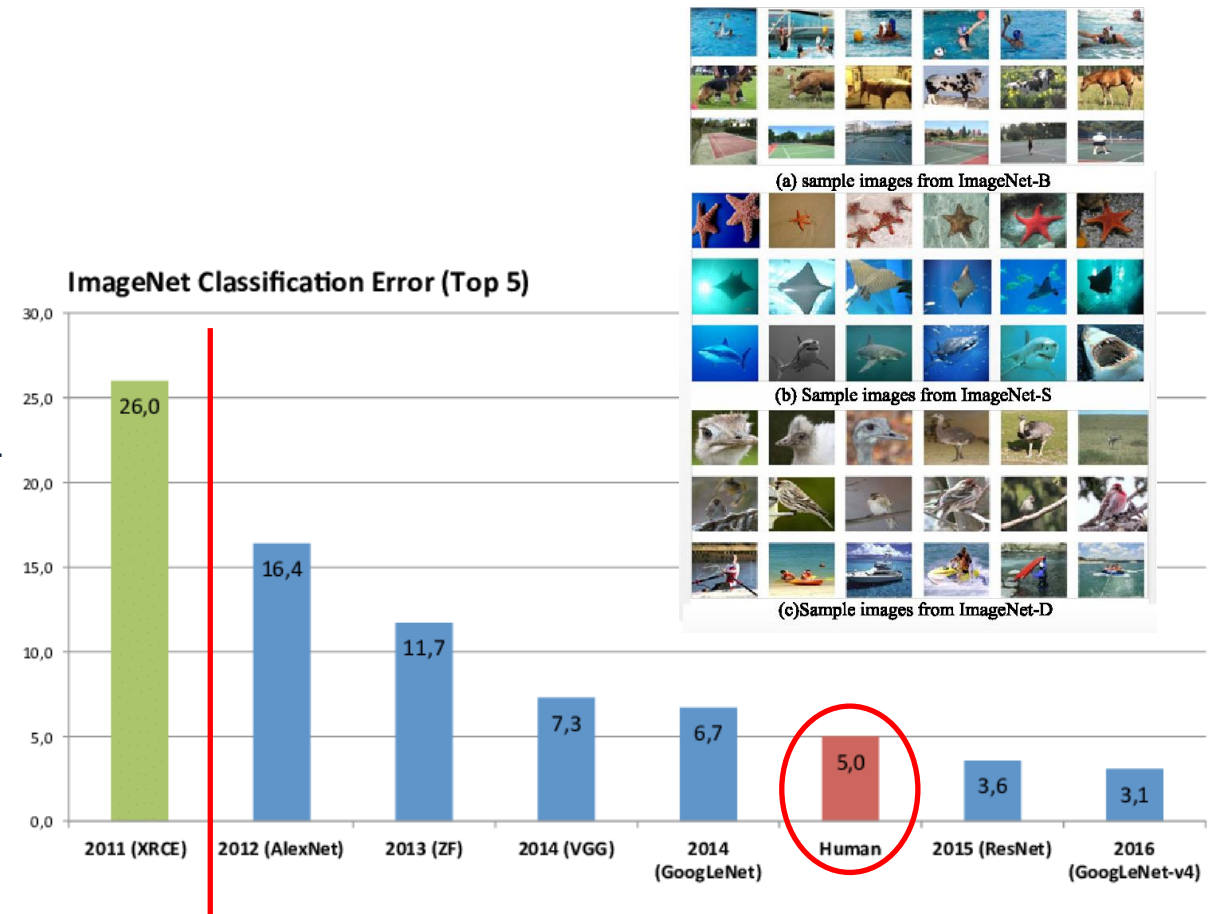 (a) sample images from ImageNet-B
(b) Sample images from ImageNet-S
(c)Sample images from ImageNet-D
ImageNet Classification Error (Top 5)
30,0
25,0
20,0
15,0
10,0
5,0
0,0
26,0
16,4
11,7
7,3
6,7
5,0
3,6
3,1
2011 (XRCE)
2012 (AlexNet)
2013 (ZF)
2014 (VGG)
2014
(GoogLeNet)
Human
2015 (ResNet)
2016
(GoogLeNet-v4)